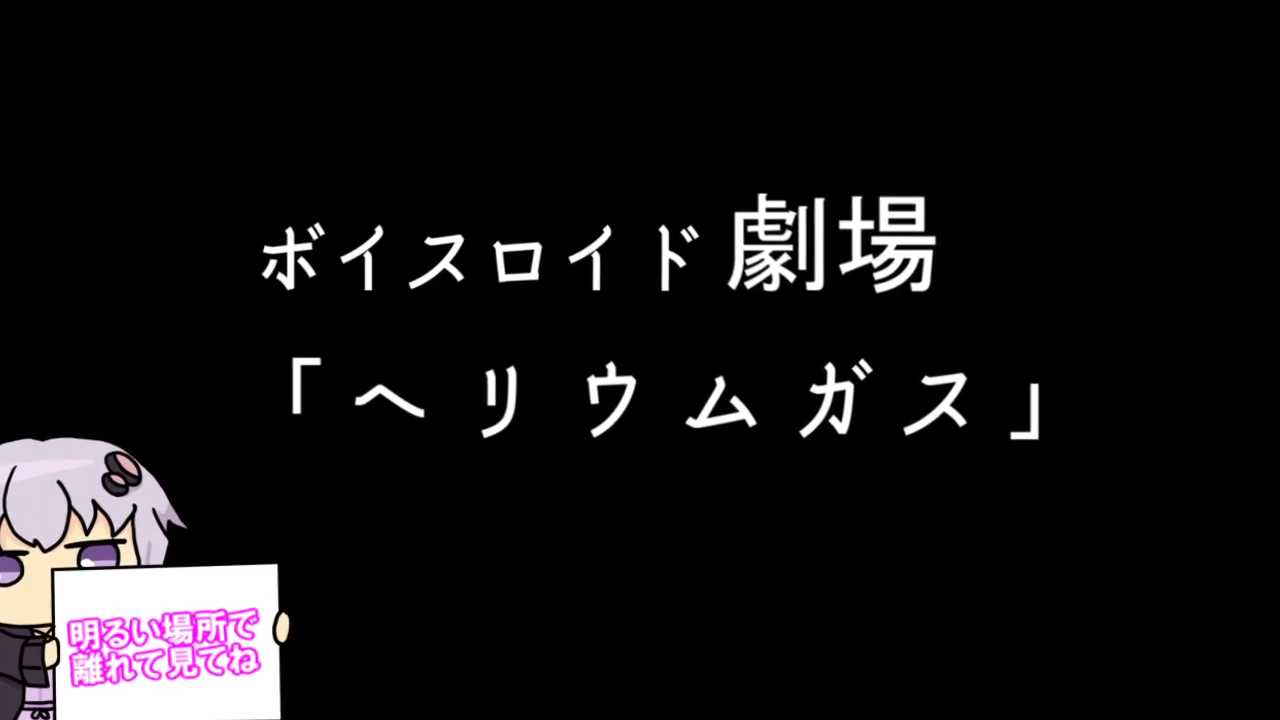 ボイスロイド劇場
「ヘリウムガス」
明るい場所で
離れて見てね